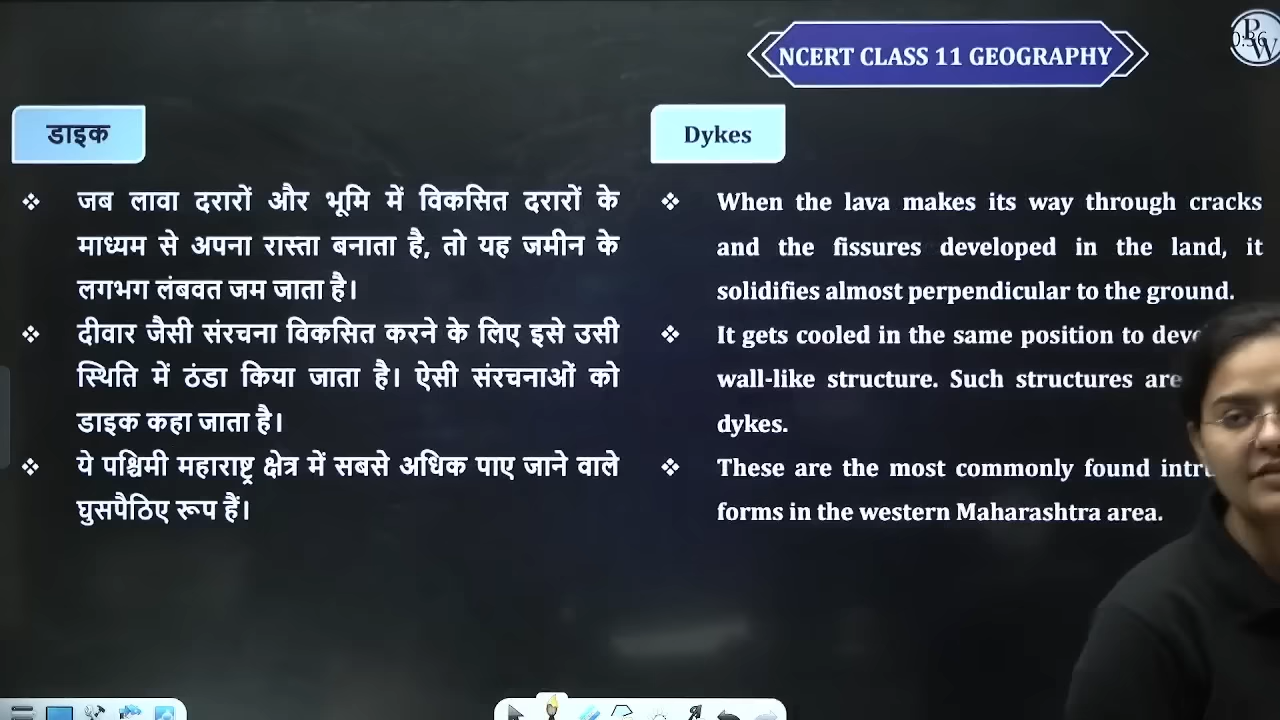 NCERT CLASS 11 GEOGRAPHY
PW
डाइक
❖ जब लावा दरारों और भूमि में विकसित दरारों के
माध्यम से अपना रास्ता बनाता है, तो यह जमीन के
लगभग लंबवत जम जाता है।
❖ दीवार जैसी संरचना विकसित करने के लिए इसे उसी
स्थिति में ठंडा किया जाता है। ऐसी संरचनाओं को
डाइक कहा जाता है।
❖ ये पश्चिमी महाराष्ट्र क्षेत्र में सबसे अधिक पाए जाने वाले
घुसपैठिए रूप हैं।
Dykes
❖ When the lava makes its way through cracks
and the fissures developed in the land, it
solidifies almost perpendicular to the ground.
❖ It gets cooled in the same position to
wall-like structure. Such structures are
dykes.
❖ These are the most commonly found
forms in the western Maharashtra area.